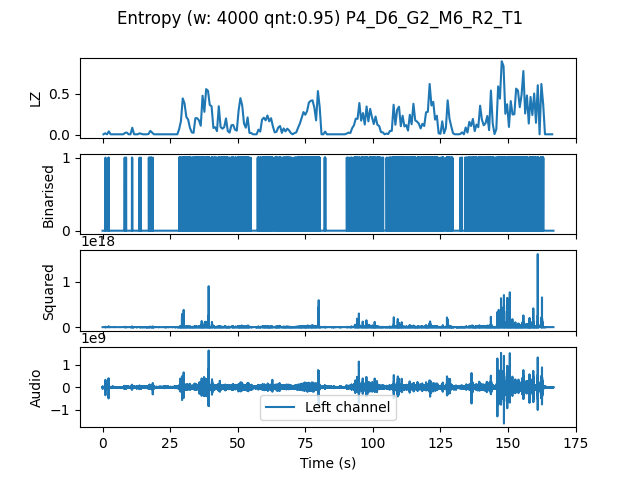 Entropy (w: 4000 qnt:0.95) P4_D6_G2_M6_R2_T1
LZ
0.5
0.0
Binarised
1
0
1e18
Squared
1
0
1e9
Audio
1
0
−1
Left channel
0 25 50 75 100 125 150 175
Time (s)